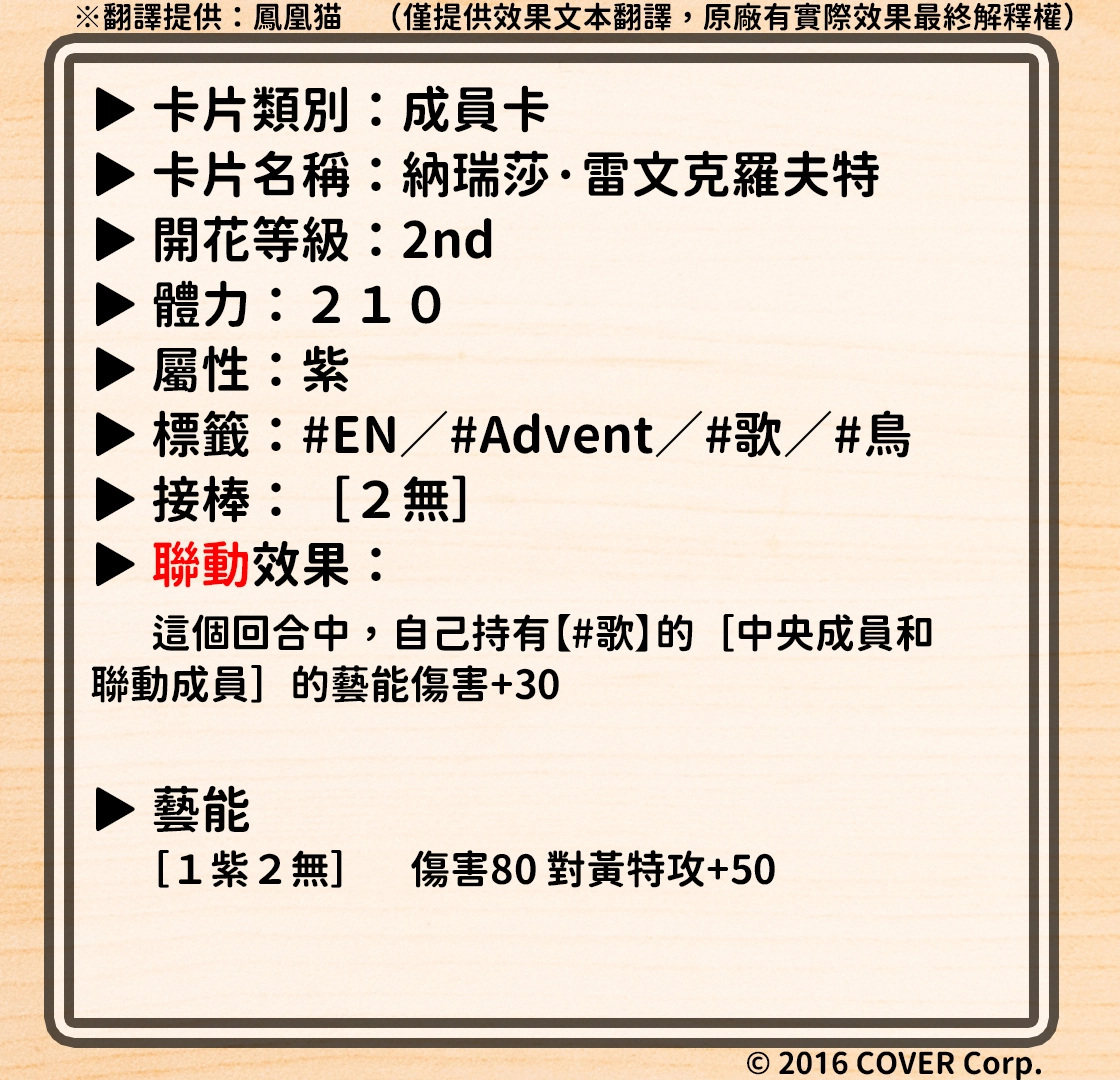 ※翻譯提供：鳳凰猫　（僅提供效果文本翻譯，原廠有實際效果最終解釋權）
▶ 卡片類別：成員卡
▶ 卡片名稱：納瑞莎·雷文克羅夫特
▶ 開花等級：2nd
▶ 體力：２１０
▶ 屬性：紫
▶ 標籤：#EN／#Advent／#歌／#鳥
▶ 接棒：［２無］
▶ 聯動效果：
這個回合中，自己持有【#歌】的［中央成員和
聯動成員］的藝能傷害+30
▶ 藝能
［１紫２無］　傷害80 對黃特攻+50
© 2016 COVER Corp.